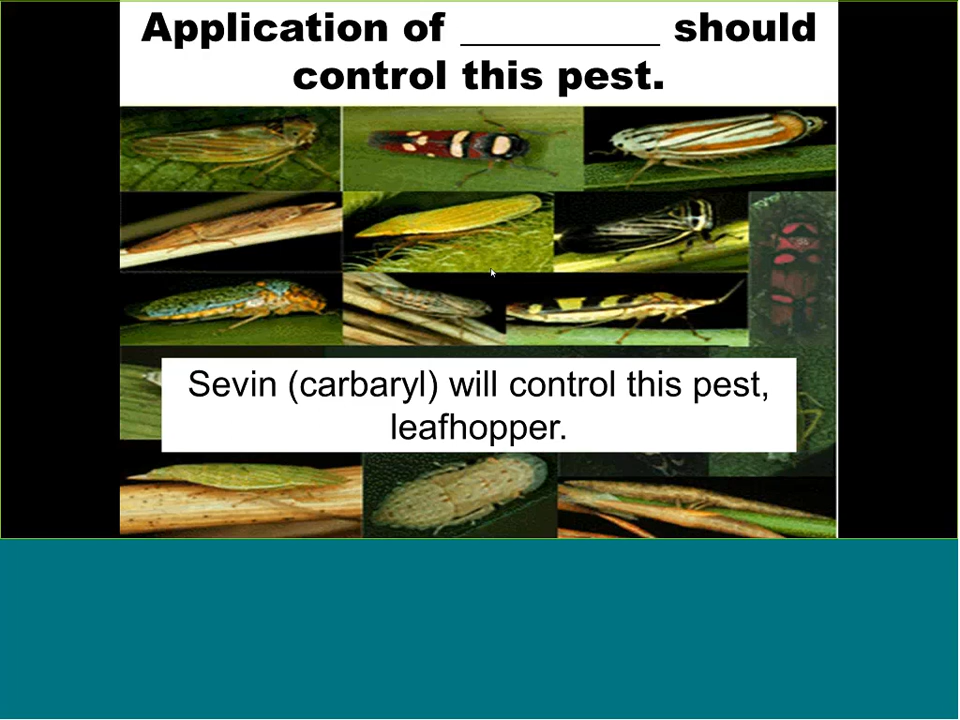 Application of _________ should
control this pest.
Sevin (carbaryl) will control this pest,
leafhopper.